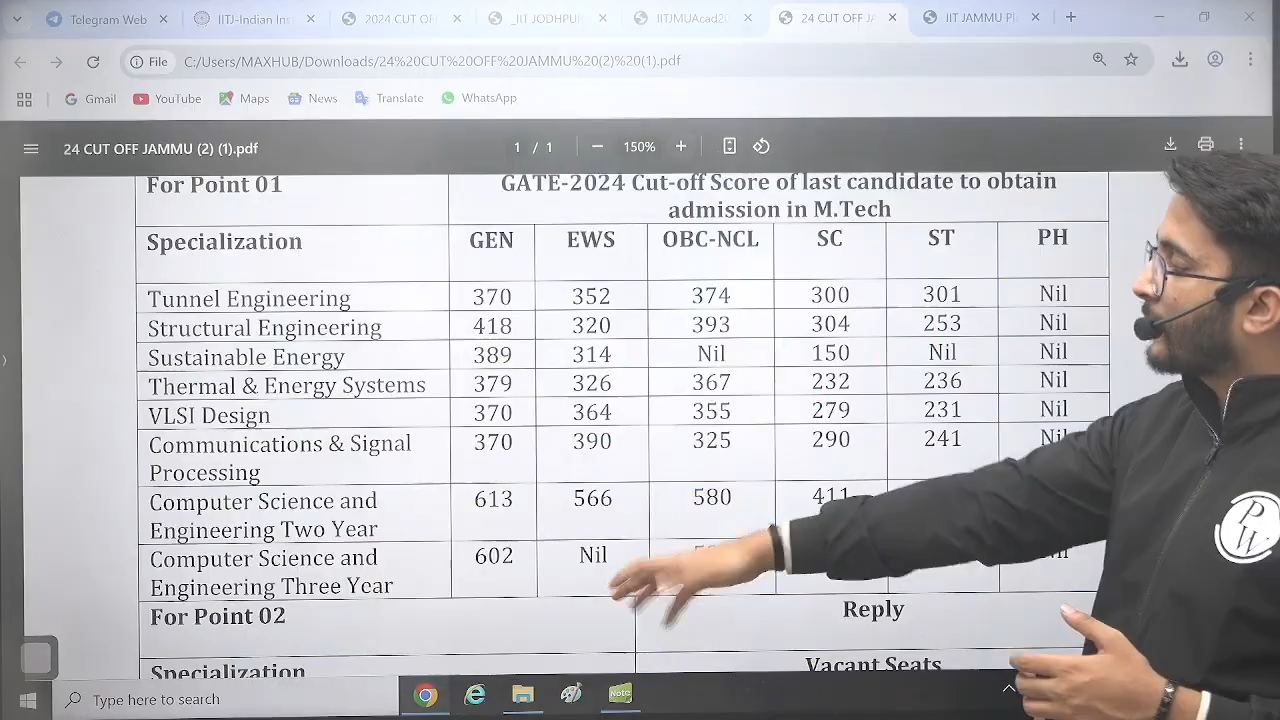 Telegram Web
IITJ-Indian Ins
2024 CUT OF
_IIT JODHPU
IITJMUAcad20
24 CUT OFF JA
IIT JAMMU Pl
File
C:/Users/MAXHUB/Downloads/24%20CUT%20OFF%20JAMMU%20(2)%20(1).pdf
Gmail
YouTube
Maps
News
Translate
WhatsApp
24 CUT OFF JAMMU (2) (1).pdf
1 / 1
150%
For Point 01
GATE-2024 Cut-off Score of last candidate to obtain
admission in M.Tech
Specialization GEN EWS OBC-NCL SC ST PH
Tunnel Engineering 370 352 374 300 301 Nil
Structural Engineering 418 320 393 304 253 Nil
Sustainable Energy 389 314 Nil 150 Nil Nil
Thermal & Energy Systems 379 326 367 232 236 Nil
VLSI Design 370 364 355 279 231 Nil
Communications & Signal 370 390 325 290 241 Nil
Processing
Computer Science and 613 566 580 411
Engineering Two Year
Computer Science and 602 Nil
Engineering Three Year
For Point 02 Reply
Specialization Vacant Seats
Type here to search
Note
P
W